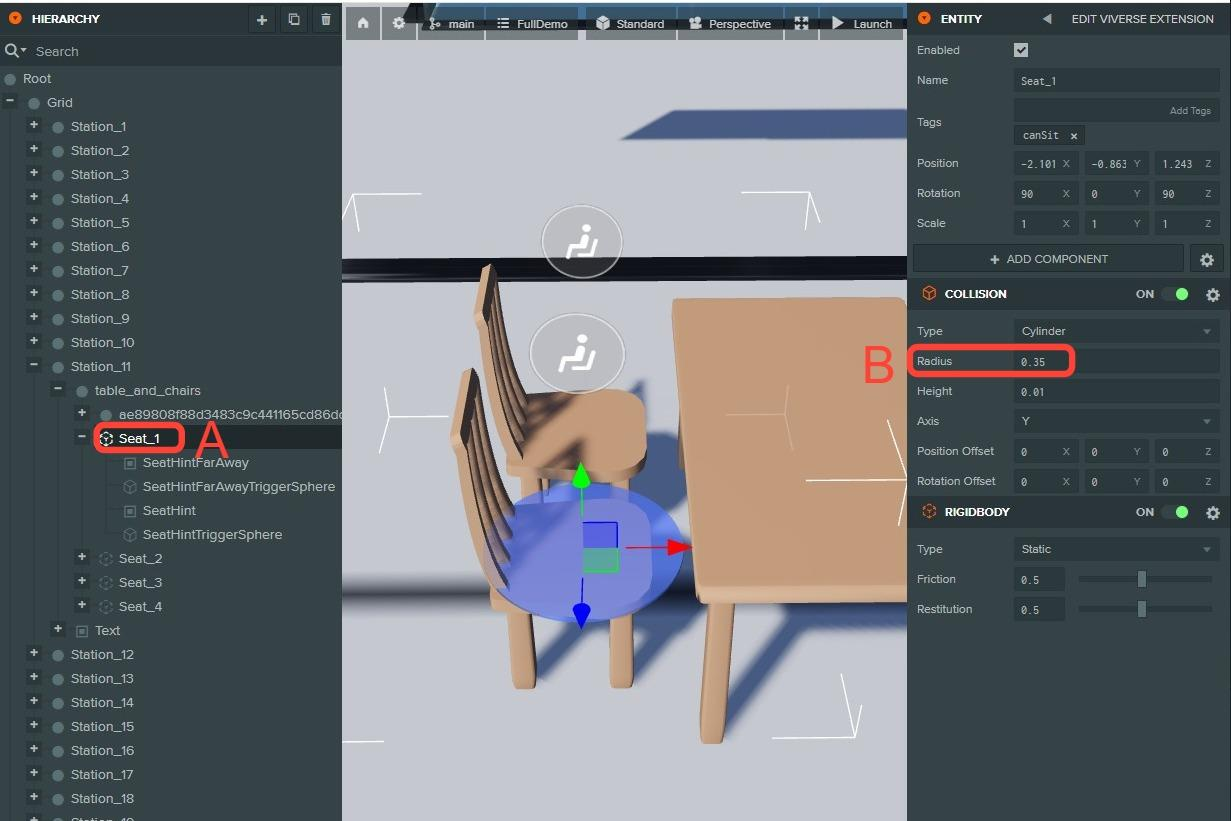 HIERARCHY
Search
Root
Grid
Station_1
Station_2
Station_3
Station_4
Station_5
Station_6
Station_7
Station_8
Station_9
Station_10
Station_11
table_and_chairs
ae89808f88d3483c9c441165cd86dc
Seat_1
A
SeatHintFarAway
SeatHintFarAwayTriggerSphere
SeatHint
SeatHintTriggerSphere
Seat_2
Seat_3
Seat_4
Text
Station_12
Station_13
Station_14
Station_15
Station_16
Station_17
Station_18
main FullDemo Standard Perspective Launch
B
ENTITY EDIT VIVERSE EXTENSION
Enabled
Name Seat_1
Add Tags
Tags
canSit ×
Position -2.101 X -0.863 Y 1.243 Z
Rotation 90 X 0 Y 90 Z
Scale 1 X 1 Y 1 Z
ADD COMPONENT
COLLISION ON
Type Cylinder
Radius 0.35
Height 0.01
Axis Y
Position Offset 0 X 0 Y 0 Z
Rotation Offset 0 X 0 Y 0 Z
RIGIDBODY ON
Type Static
Friction 0.5
Restitution 0.5